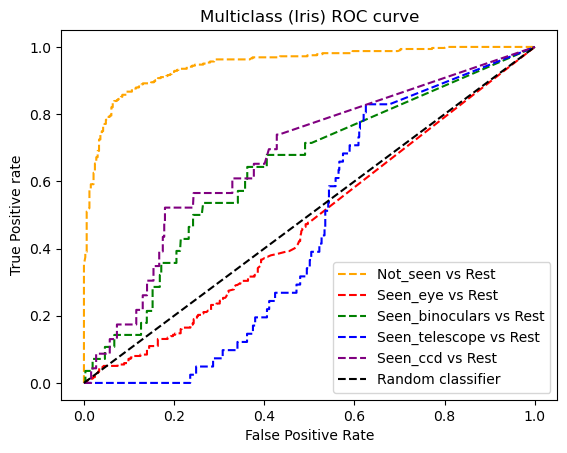 Multiclass (Iris) ROC curve
True Positive rate
1.0
0.8
0.6
0.4
0.2
0.0
Not_seen vs Rest
Seen_eye vs Rest
Seen_binoculars vs Rest
Seen_telescope vs Rest
Seen_ccd vs Rest
Random classifier
0.0 0.2 0.4 0.6 0.8 1.0
False Positive Rate